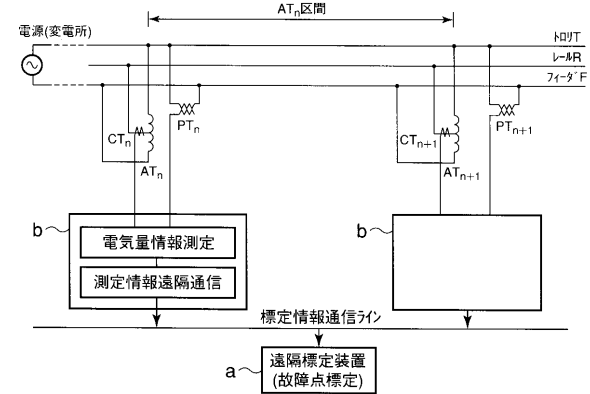 ATn区間
電源(変電所)
トロリT
レールR
フィーダF
CTn
PTn
ATn
CTn+1
PTn+1
ATn+1
b
電気量情報測定
測定情報遠隔通信
b
標定情報通信ライン
a
遠隔標定装置
(故障点標定)